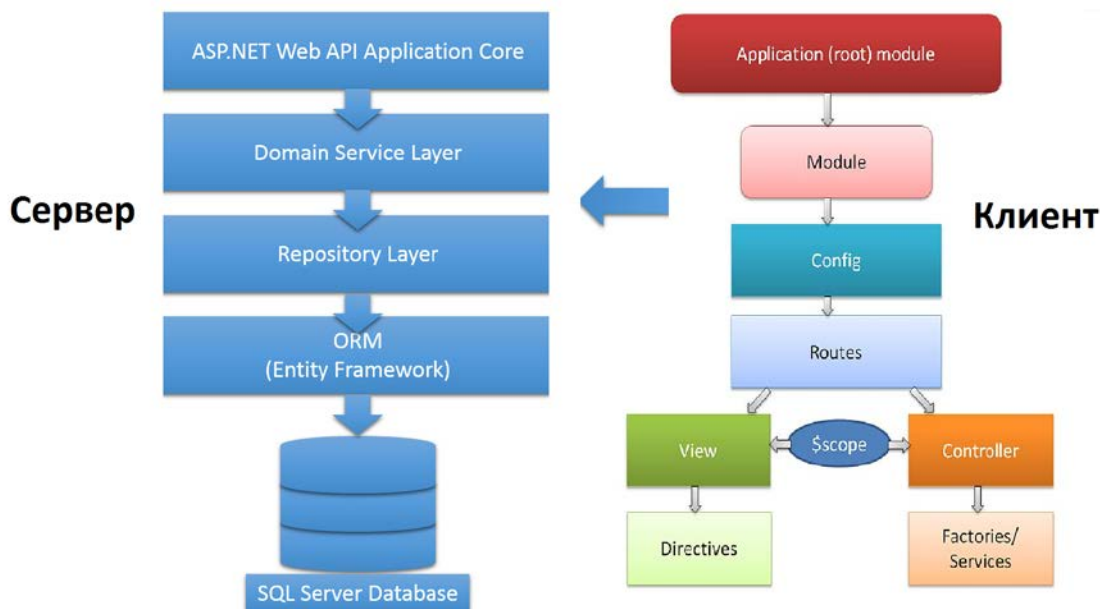 ASP.NET Web API Application Core
Domain Service Layer
Repository Layer
ORM
(Entity Framework)
SQL Server Database
Сервер
Клиент
Application (root) module
Module
Config
Routes
View
$scope
Controller
Directives
Factories/
Services